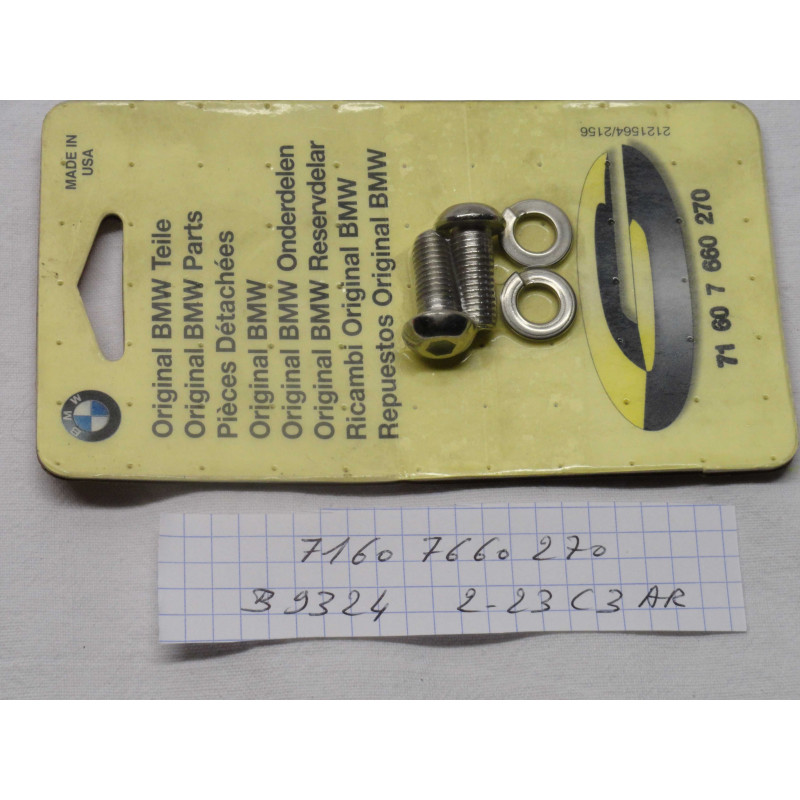 MADE IN
USA
Original BMW Teile
Original BMW Parts
Pièces Détachées
Original BMW
Original BMW Onderdelen
Original BMW Reservdelar
Ricambi Original BMW
Repuestos Original BMW
BMW
2121564/2156
71 60 7 660 270
7160 7660 270
B9324 2-23 C3 AR